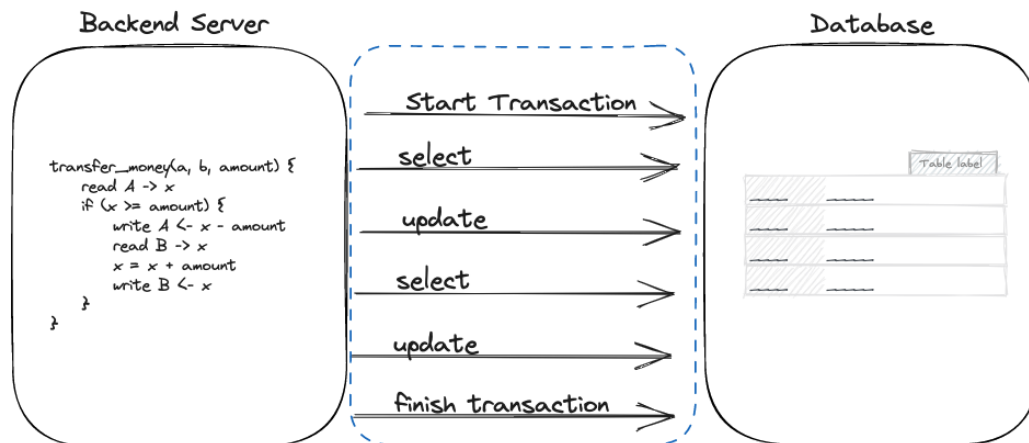 Backend Server
Database
Start Transaction
select
update
select
update
finish transaction
transfer_money(a, b, amount) {
read A -> x
if (x >= amount) {
write A <- x - amount
read B -> x
x = x + amount
write B <- x
}
}
Table label